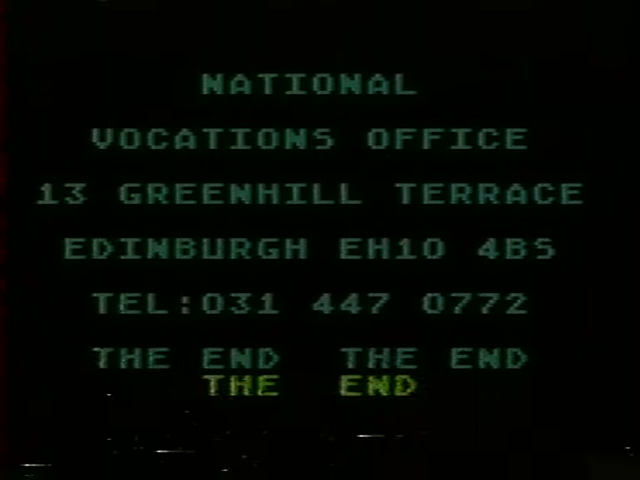 NATIONAL
VOCATIONS OFFICE
13 GREENHILL TERRACE
EDINBURGH EH10 4BS
TEL:031 447 0772
THE END THE END
THE END